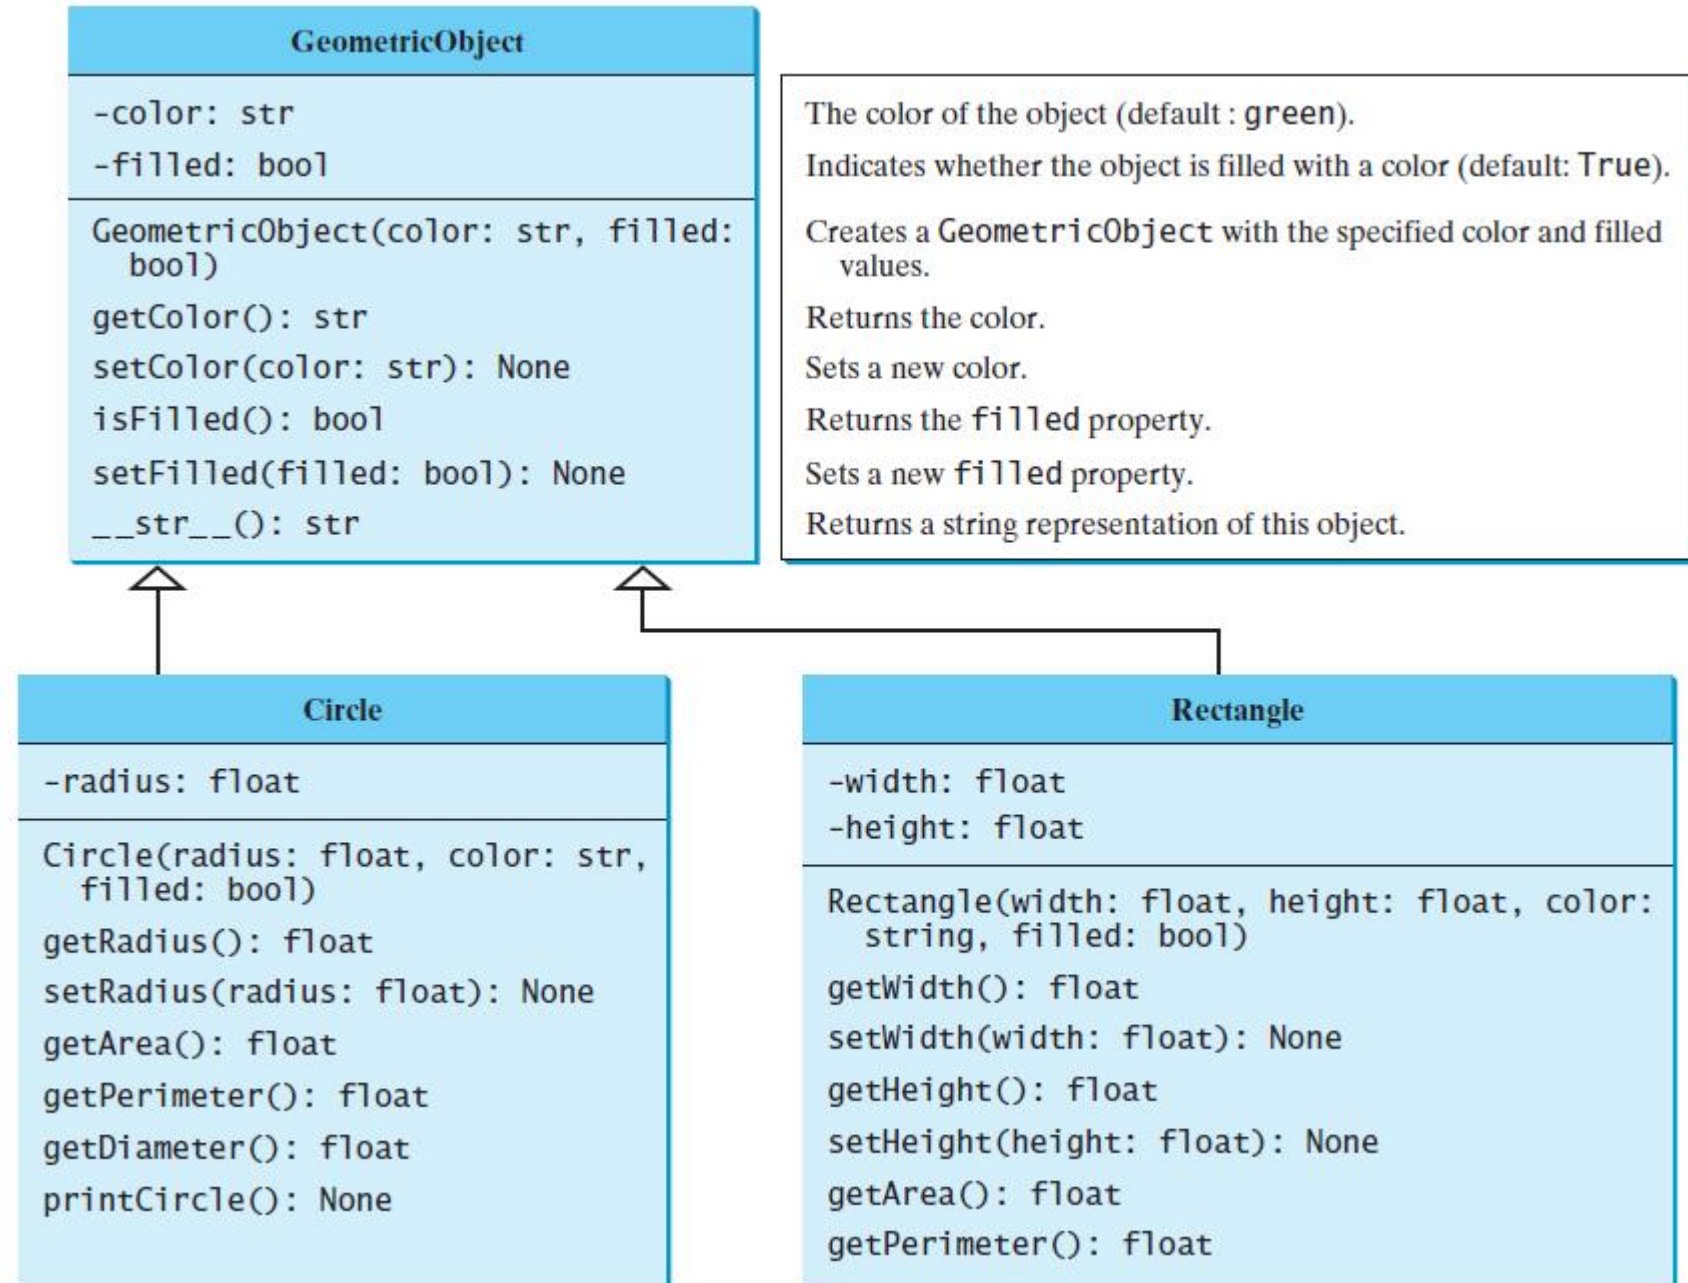 GeometricObject
-color: str
-filled: bool
GeometricObject(color: str, filled:
bool)
getColor(): str
setColor(color: str): None
isFilled(): bool
setFilled(filled: bool): None
__str__(): str
The color of the object (default : green).
Indicates whether the object is filled with a color (default: True).
Creates a GeometricObject with the specified color and filled
values.
Returns the color.
Sets a new color.
Returns the filled property.
Sets a new filled property.
Returns a string representation of this object.
Circle
-radius: float
Circle(radius: float, color: str,
filled: bool)
getRadius(): float
setRadius(radius: float): None
getArea(): float
getPerimeter(): float
getDiameter(): float
printCircle(): None
Rectangle
-width: float
-height: float
Rectangle(width: float, height: float, color:
string, filled: bool)
getWidth(): float
setWidth(width: float): None
getHeight(): float
setHeight(height: float): None
getArea(): float
getPerimeter(): float